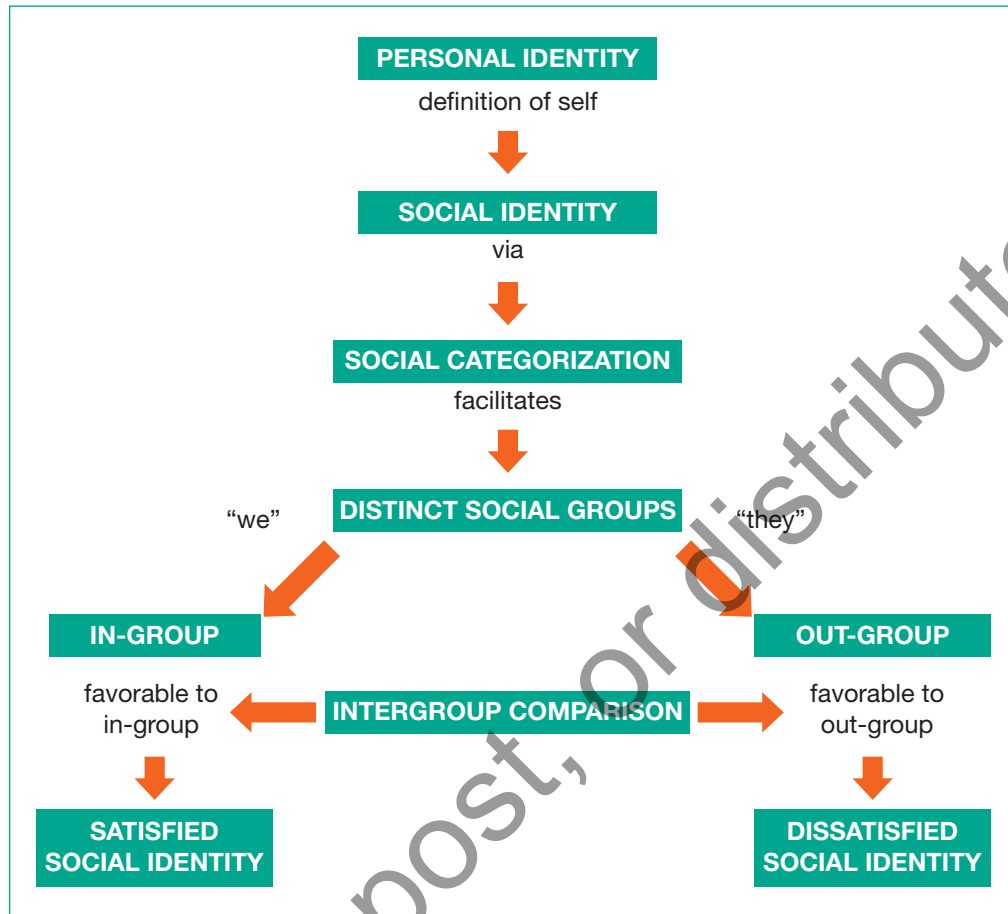 PERSONAL IDENTITY
definition of self
SOCIAL IDENTITY
via
SOCIAL CATEGORIZATION
facilitates
DISTINCT SOCIAL GROUPS
“we”
“they”
IN-GROUP
OUT-GROUP
favorable to
in-group
INTERGROUP COMPARISON
favorable to
out-group
SATISFIED
SOCIAL IDENTITY
DISSATISFIED
SOCIAL IDENTITY
post, or distribute